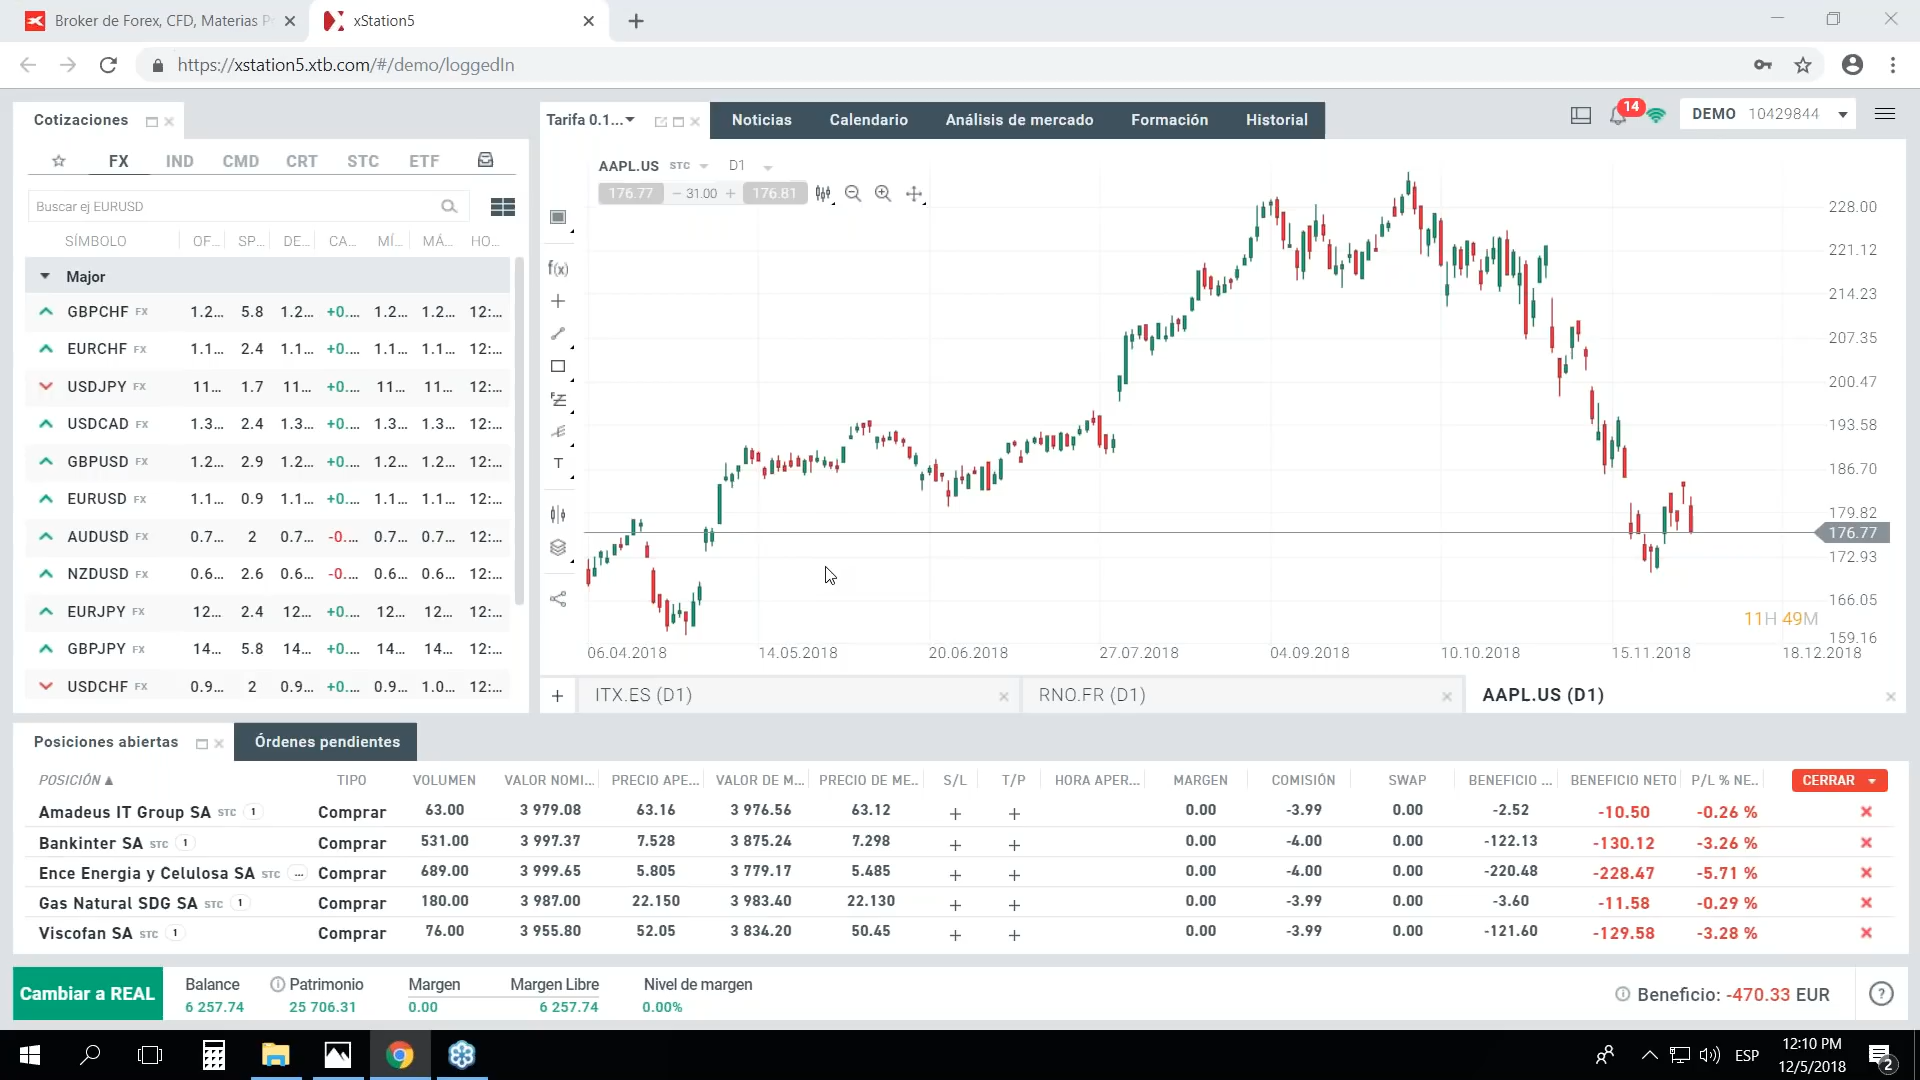 Broker de Forex, CFD, Materias P
xStation5
https://xstation5.xtb.com/#/demo/loggedIn
Cotizaciones
Tarifa 0.1...
Noticias
Calendario
Análisis de mercado
Formación
Historial
14
DEMO 10429844
FX IND CMD CRT STC ETF
Buscar ej EURUSD
SÍMBOLO OF... SP... DE... CA... MÍ... MÁ... HO...
Major
GBPCHF FX 1.2... 5.8 1.2... +0.... 1.2... 1.2... 12:...
EURCHF FX 1.1... 2.4 1.1... +0.... 1.1... 1.1... 12:...
USDJPY FX 11... 1.7 11... +0.... 11... 11... 12:...
USDCAD FX 1.3... 2.4 1.3... +0.... 1.3... 1.3... 12:...
GBPUSD FX 1.2... 2.9 1.2... +0.... 1.2... 1.2... 12:...
EURUSD FX 1.1... 0.9 1.1... +0.... 1.1... 1.1... 12:...
AUDUSD FX 0.7... 2 0.7... -0.... 0.7... 0.7... 12:...
NZDUSD FX 0.6... 2.6 0.6... -0.... 0.6... 0.6... 12:...
EURJPY FX 12... 2.4 12... +0.... 12... 12... 12:...
GBPJPY FX 14... 5.8 14... +0.... 14... 14... 12:...
USDCHF FX 0.9... 2 0.9... +0.... 0.9... 1.0... 12:...
AAPL.US STC D1
176.77 − 31.00 + 176.81
f(x)
T
228.00
221.12
214.23
207.35
200.47
193.58
186.70
179.82
176.77
172.93
166.05
159.16
11H 49M
06.04.2018 14.05.2018 20.06.2018 27.07.2018 04.09.2018 10.10.2018 15.11.2018 18.12.2018
+ ITX.ES (D1) RNO.FR (D1) AAPL.US (D1)
Posiciones abiertas
Órdenes pendientes
POSICIÓN ▲ TIPO VOLUMEN VALOR NOMI... PRECIO APE... VALOR DE M... PRECIO DE ME... S/L T/P HORA APER... MARGEN COMISIÓN SWAP BENEFICIO ... BENEFICIO NETO P/L % NE... CERRAR
Amadeus IT Group SA STC 1 Comprar 63.00 3 979.08 63.16 3 976.56 63.12 + + 0.00 -3.99 0.00 -2.52 -10.50 -0.26 %
Bankinter SA STC 1 Comprar 531.00 3 997.37 7.528 3 875.24 7.298 + + 0.00 -4.00 0.00 -122.13 -130.12 -3.26 %
Ence Energia y Celulosa SA STC ... Comprar 689.00 3 999.65 5.805 3 779.17 5.485 + + 0.00 -4.00 0.00 -220.48 -228.47 -5.71 %
Gas Natural SDG SA STC 1 Comprar 180.00 3 987.00 22.150 3 983.40 22.130 + + 0.00 -3.99 0.00 -3.60 -11.58 -0.29 %
Viscofan SA STC 1 Comprar 76.00 3 955.80 52.05 3 834.20 50.45 + + 0.00 -3.99 0.00 -121.60 -129.58 -3.28 %
Cambiar a REAL
Balance Patrimonio Margen Margen Libre Nivel de margen
6 257.74 25 706.31 0.00 6 257.74 0.00%
Beneficio: -470.33 EUR
?
ESP
12:10 PM
12/5/2018
2